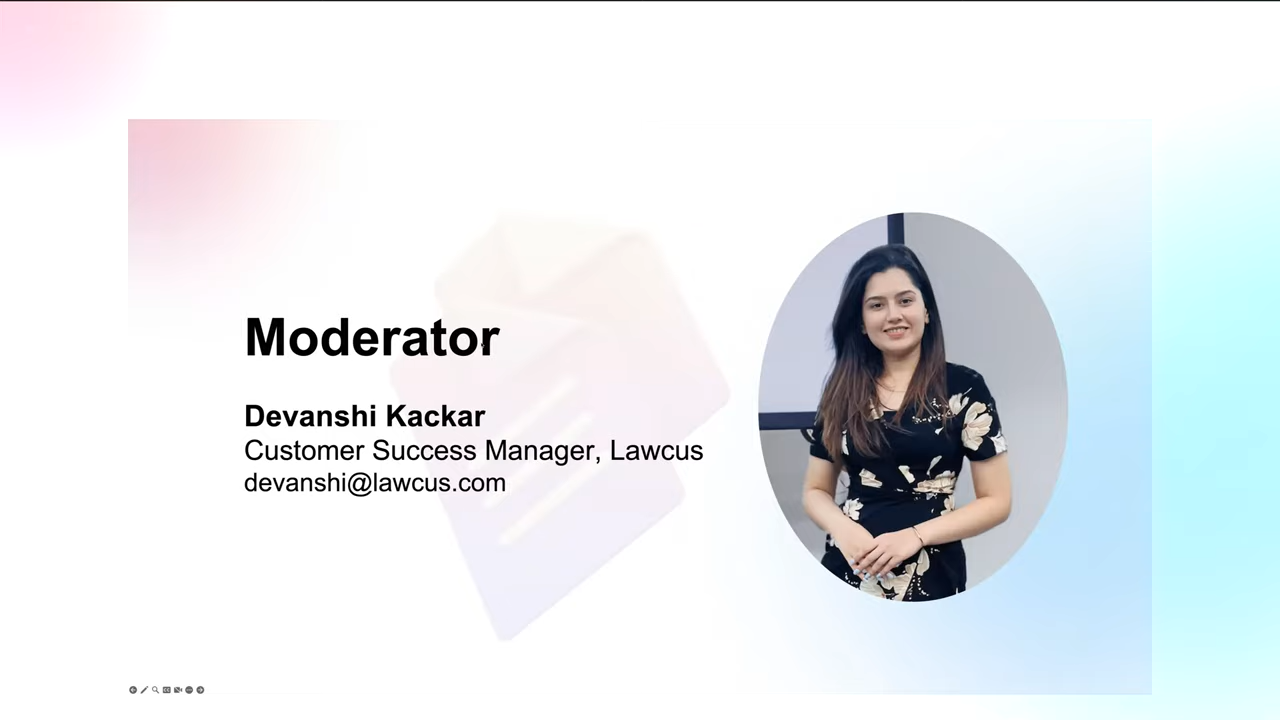 Moderator
Devanshi Kackar
Customer Success Manager, Lawcus
devanshi@lawcus.com